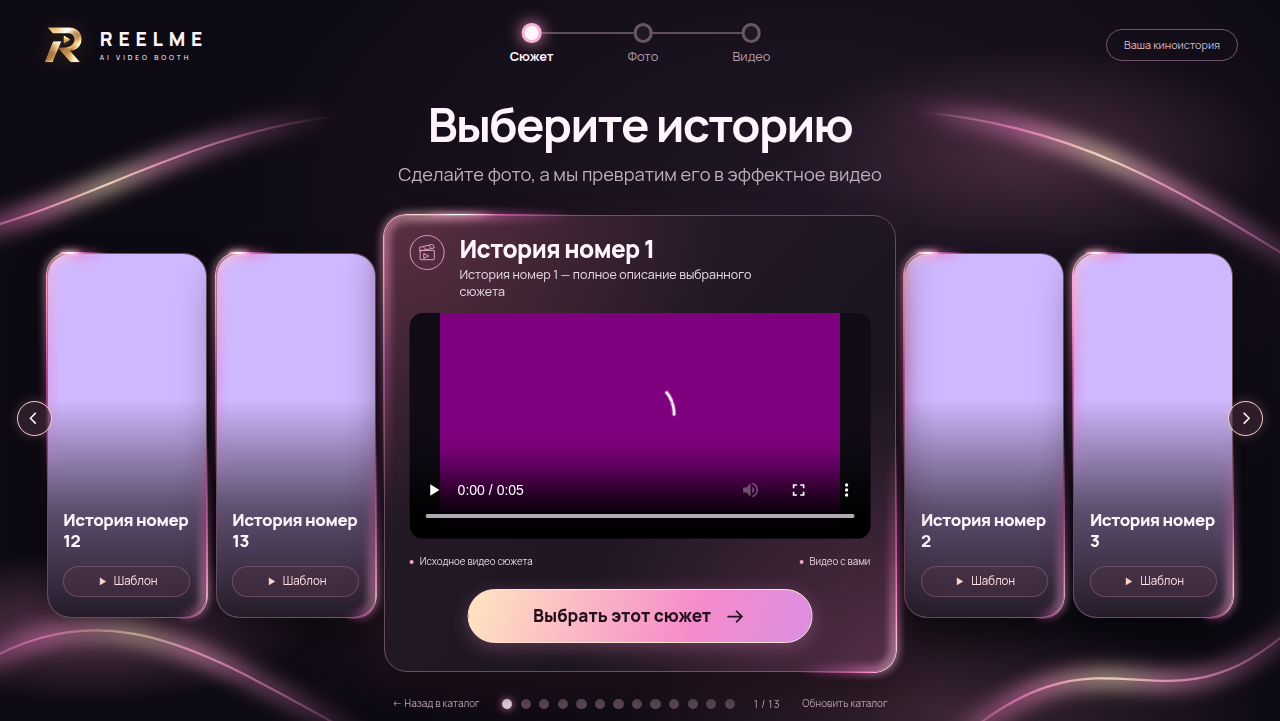 REELME
AI VIDEO BOOTH
Сюжет
Фото
Видео
Ваша киноистория
Выберите историю
Сделайте фото, а мы превратим его в эффектное видео
История номер 1
История номер 1 — полное описание выбранного
сюжета
0:00 / 0:05
История номер
12
Шаблон
История номер
13
Шаблон
История номер
2
Шаблон
История номер
3
Шаблон
Исходное видео сюжета
Видео с вами
Выбрать этот сюжет →
← Назад в каталог
1 / 13
Обновить каталог